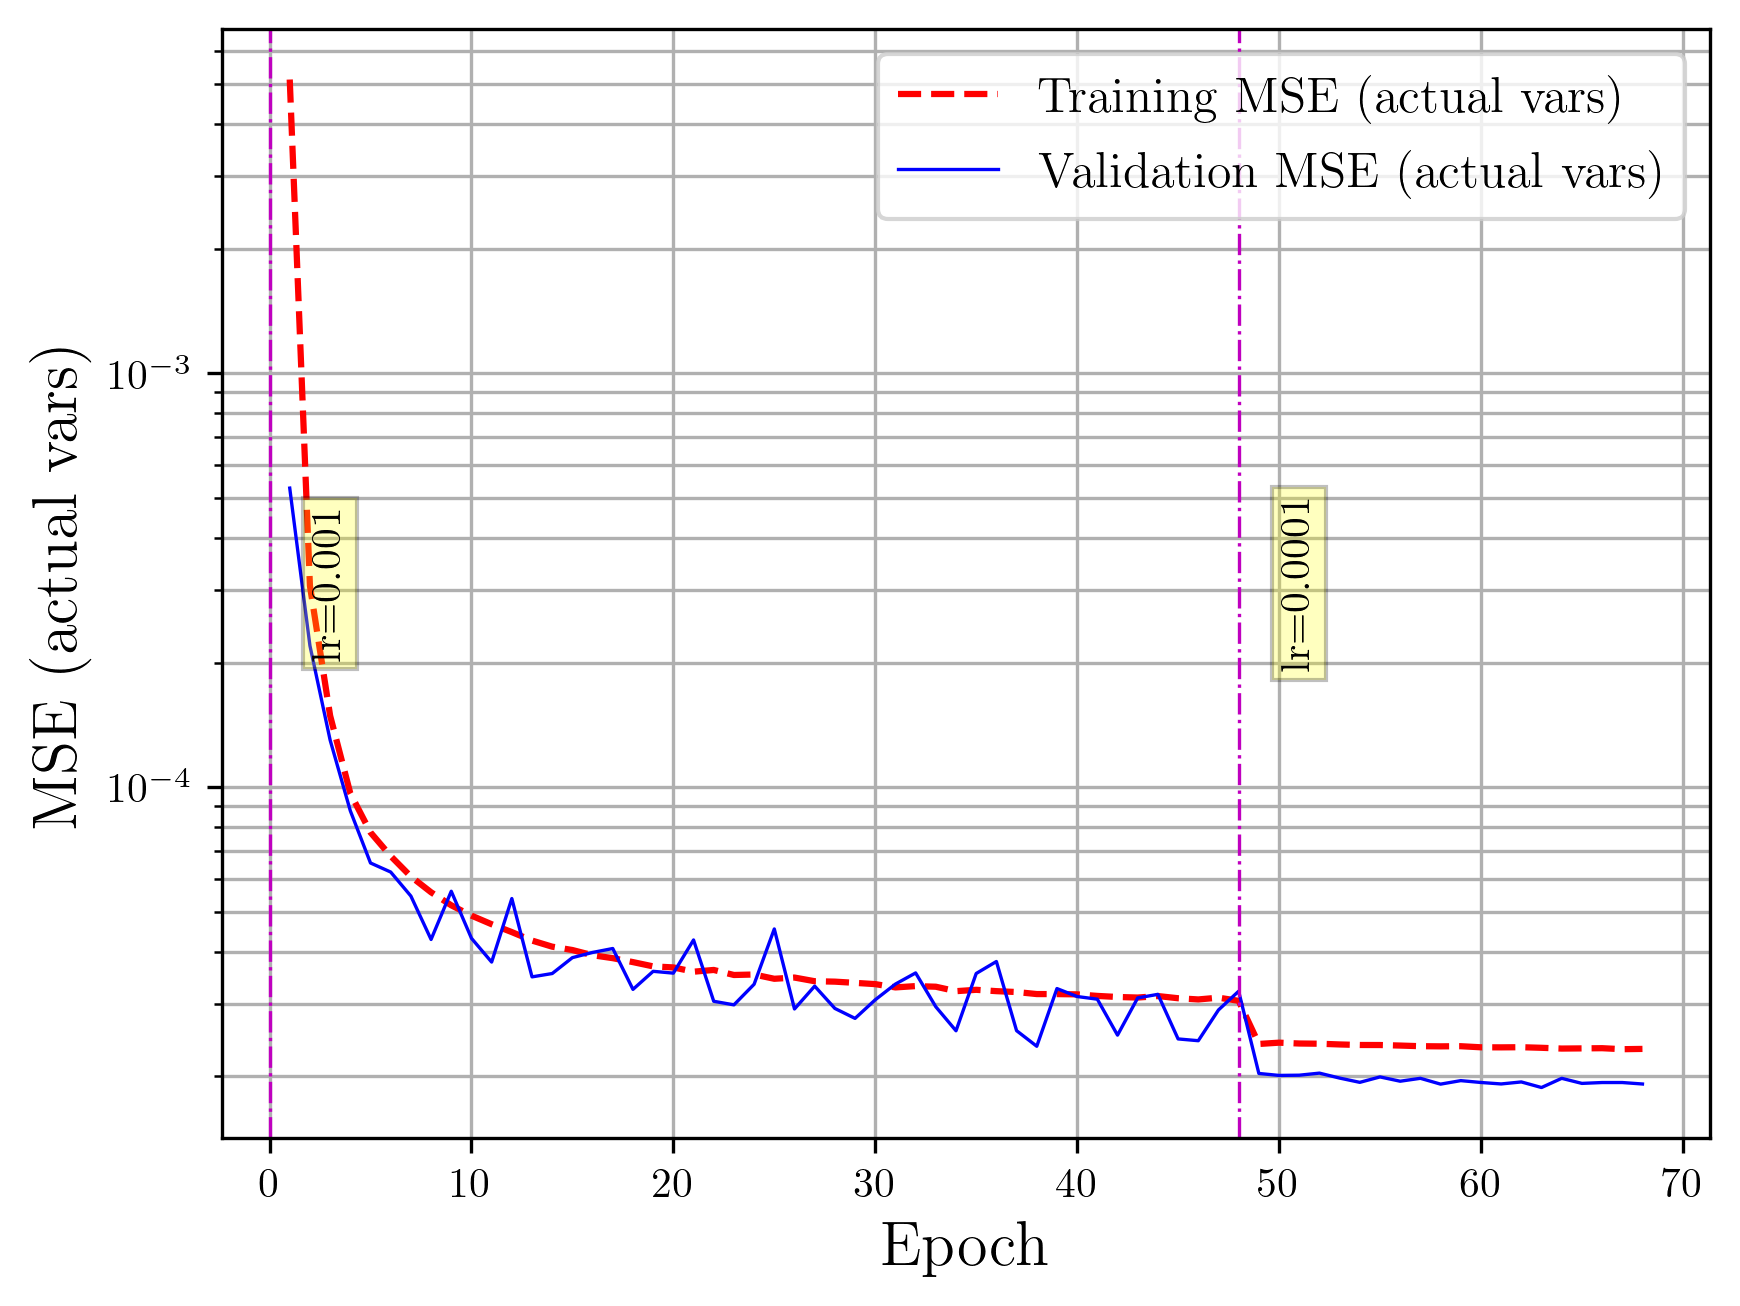 Training MSE (actual vars)
Validation MSE (actual vars)
MSE (actual vars)
10⁻³
10⁻⁴
lr=0.001
lr=0.0001
0 10 20 30 40 50 60 70
Epoch